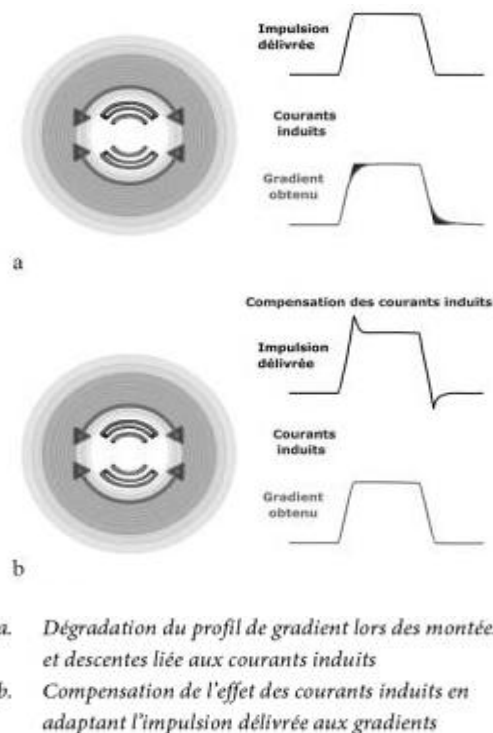 Impulsion
délivrée
Courants
induits
Gradient
obtenu
a
Compensation des courants induits
Impulsion
délivrée
Courants
induits
Gradient
obtenu
b
a. Dégradation du profil de gradient lors des montée
et descentes liée aux courants induits
b. Compensation de l'effet des courants induits en
adaptant l'impulsion délivrée aux gradients